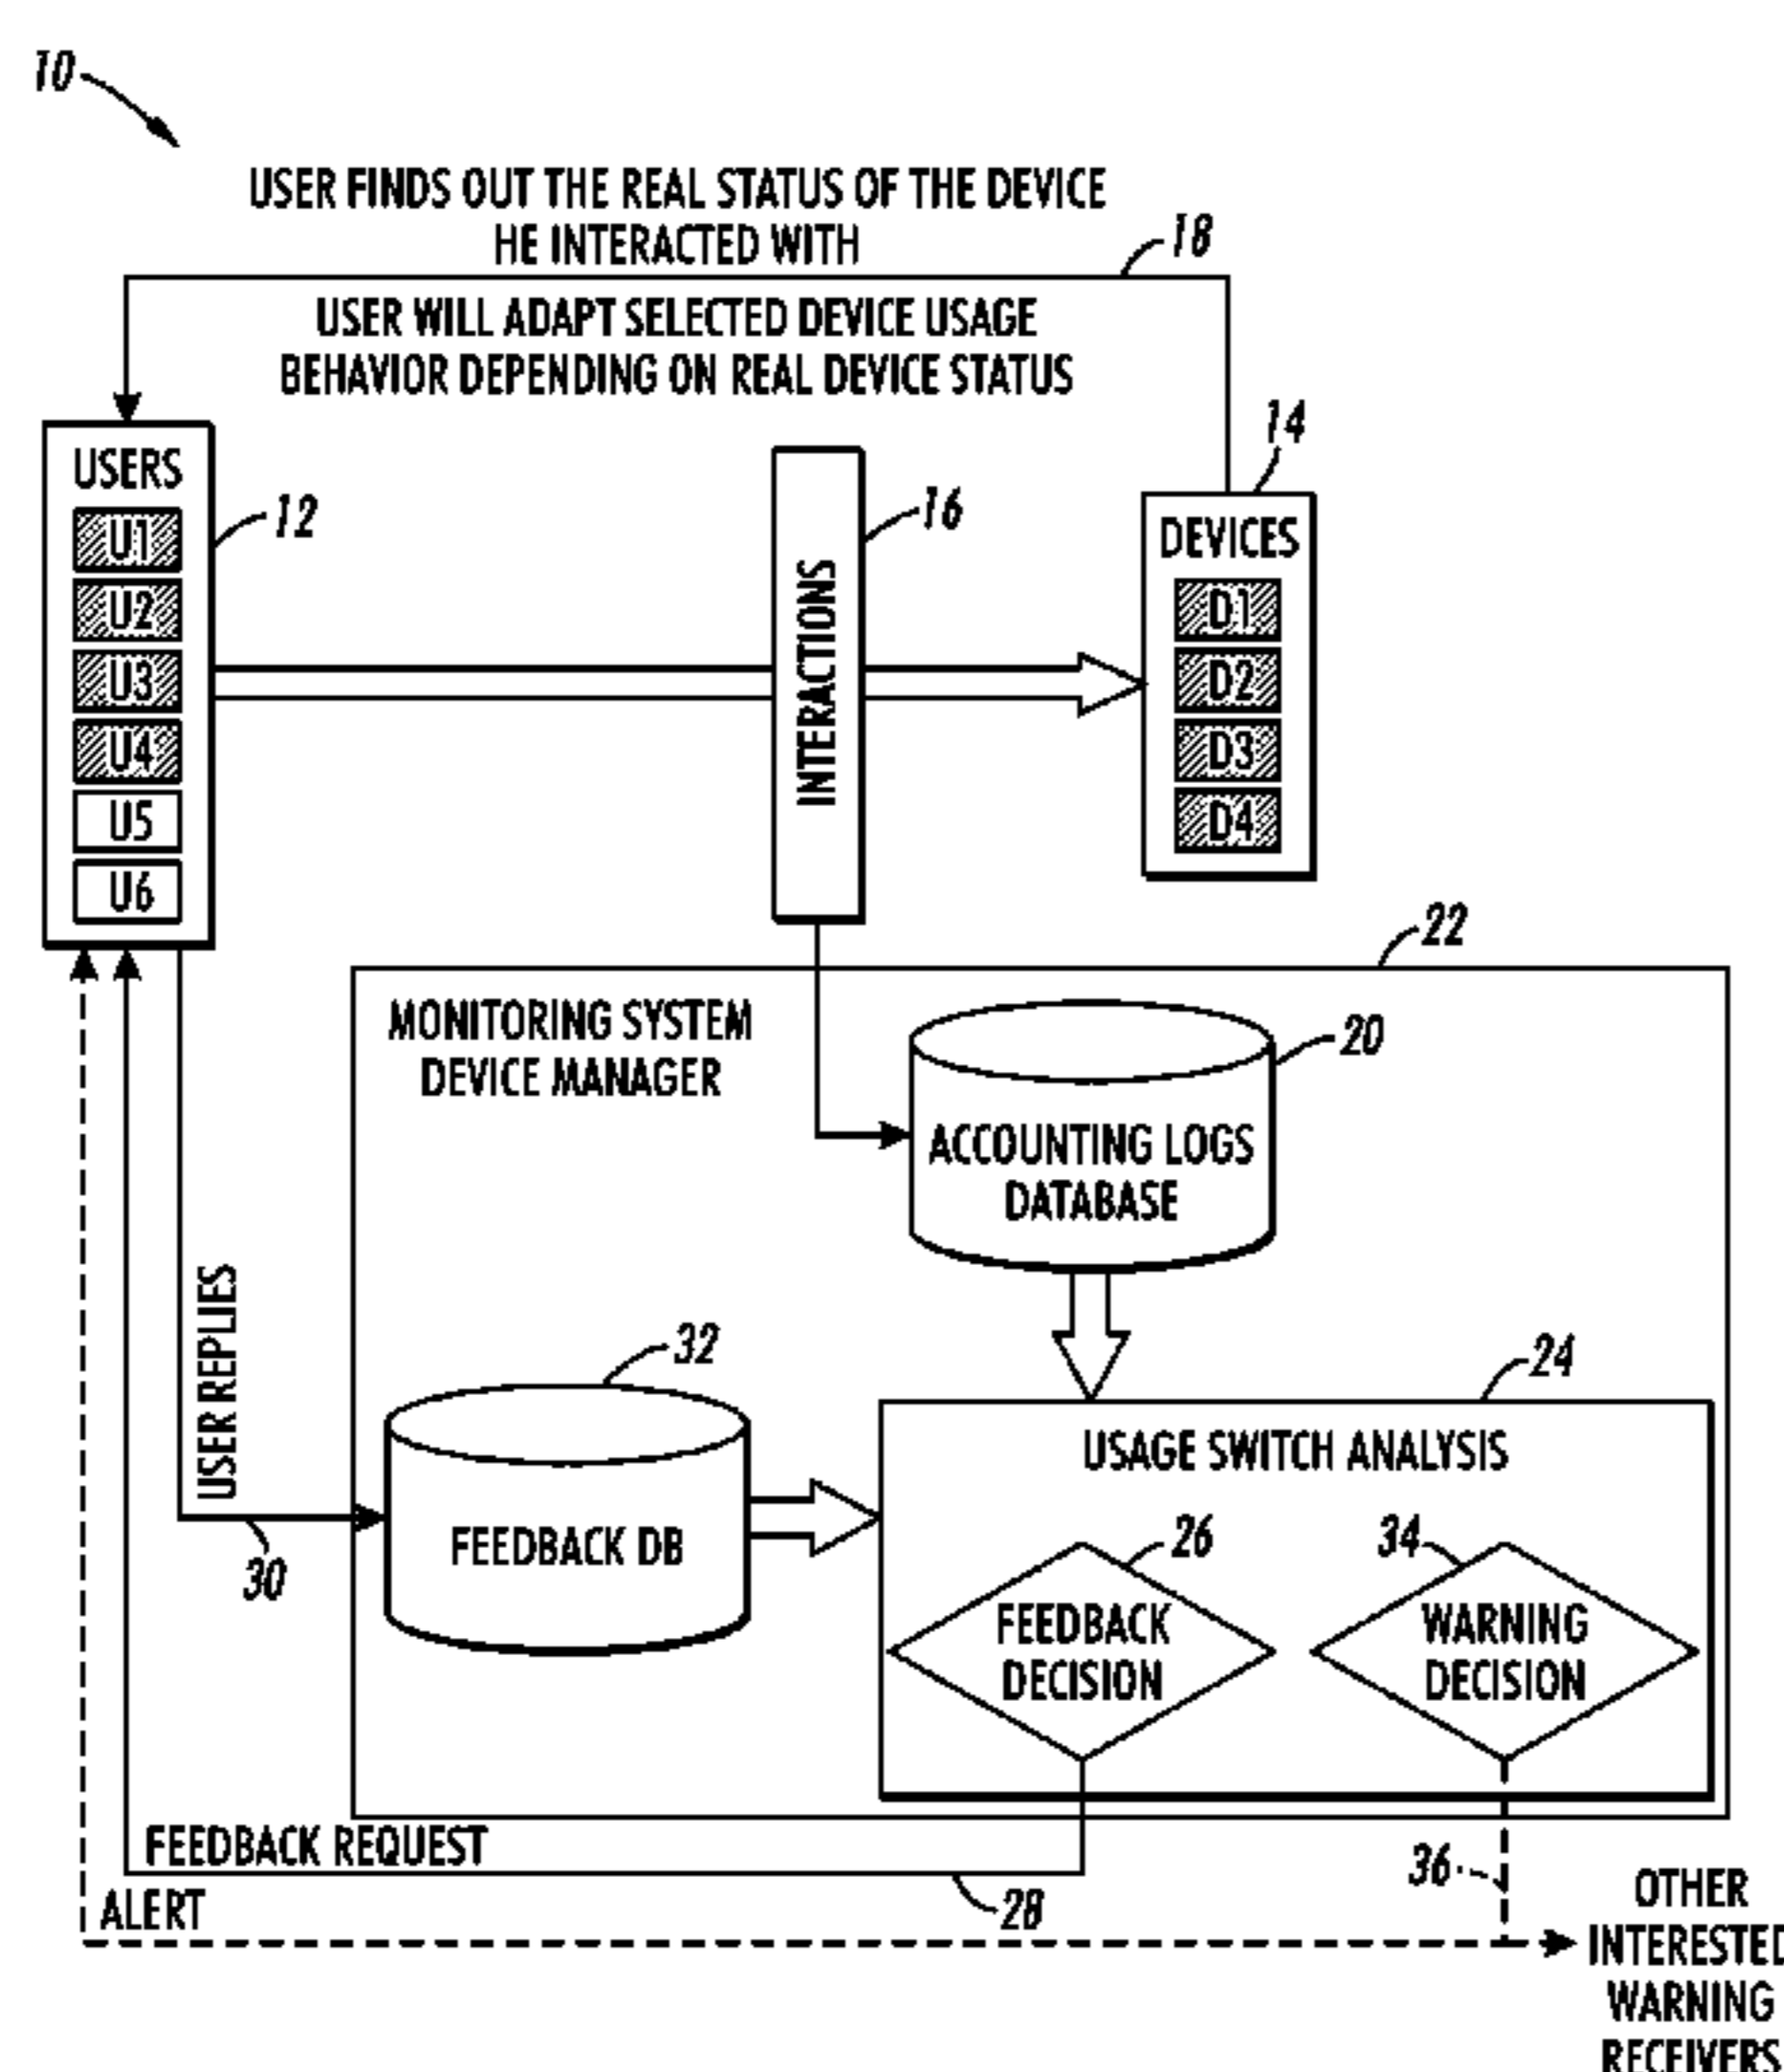 10
USER FINDS OUT THE REAL STATUS OF THE DEVICE
HE INTERACTED WITH
18
USER WILL ADAPT SELECTED DEVICE USAGE
BEHAVIOR DEPENDING ON REAL DEVICE STATUS
14
USERS
12
16
DEVICES
U1
U2
U3
U4
U5
U6
INTERACTIONS
D1
D2
D3
D4
22
MONITORING SYSTEM
DEVICE MANAGER
20
ACCOUNTING LOGS
DATABASE
USER REPLIES
30
32
FEEDBACK DB
24
USAGE SWITCH ANALYSIS
26
FEEDBACK
DECISION
34
WARNING
DECISION
FEEDBACK REQUEST
28
36
ALERT
OTHER
INTERESTED
WARNING
RECEIVERS